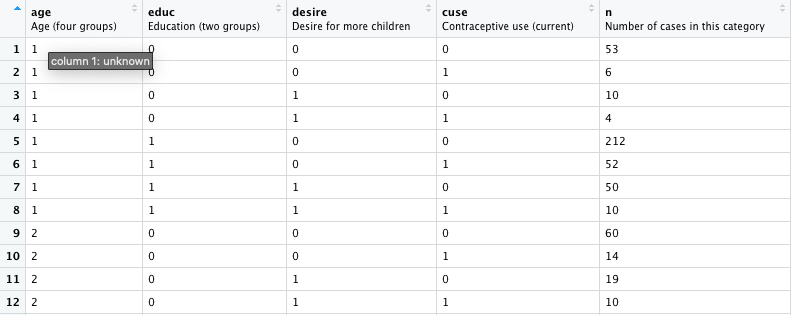 age educ desire cuse n
Age (four groups) Education (two groups) Desire for more children Contraceptive use (current) Number of cases in this category
1 1 0 0 0 53
column 1: unknown
2 1 0 0 1 6
3 1 0 1 0 10
4 1 0 1 1 4
5 1 1 0 0 212
6 1 1 0 1 52
7 1 1 1 0 50
8 1 1 1 1 10
9 2 0 0 0 60
10 2 0 0 1 14
11 2 0 1 0 19
12 2 0 1 1 10